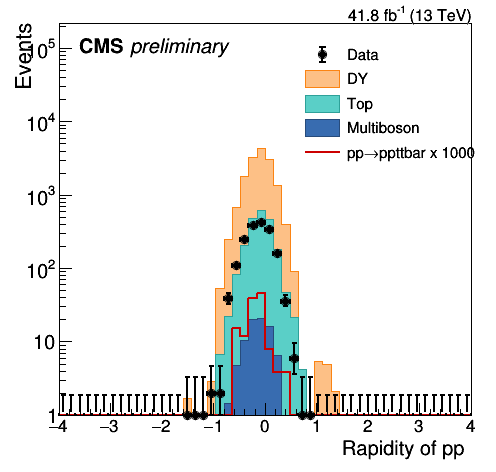 41.8 fb⁻¹ (13 TeV)
CMS preliminary
Events
Data
DY
Top
Multiboson
pp→ppttbar x 1000
10⁵
10⁴
10³
10²
10
1
−4 −3 −2 −1 0 1 2 3 4
Rapidity of pp